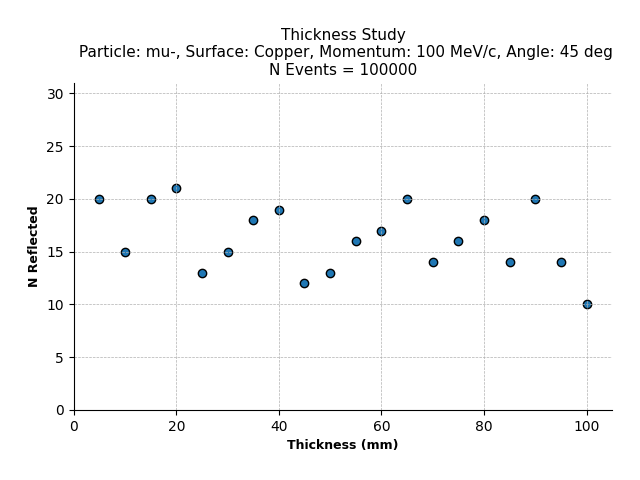 Thickness Study
Particle: mu-, Surface: Copper, Momentum: 100 MeV/c, Angle: 45 deg
N Events = 100000
30
25
20
15
10
5
0
N Reflected
0 20 40 60 80 100
Thickness (mm)